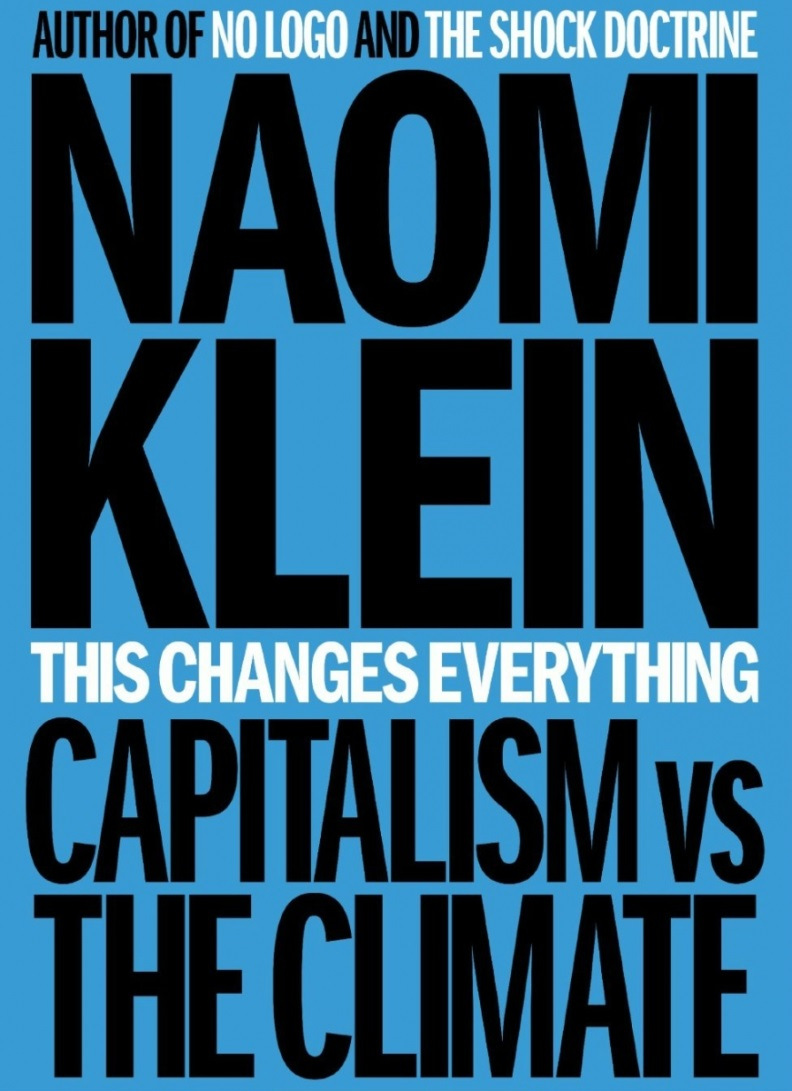 AUTHOR OF NO LOGO AND THE SHOCK DOCTRINE
NAOMI
KLEIN
THIS CHANGES EVERYTHING
CAPITALISM VS
THE CLIMATE